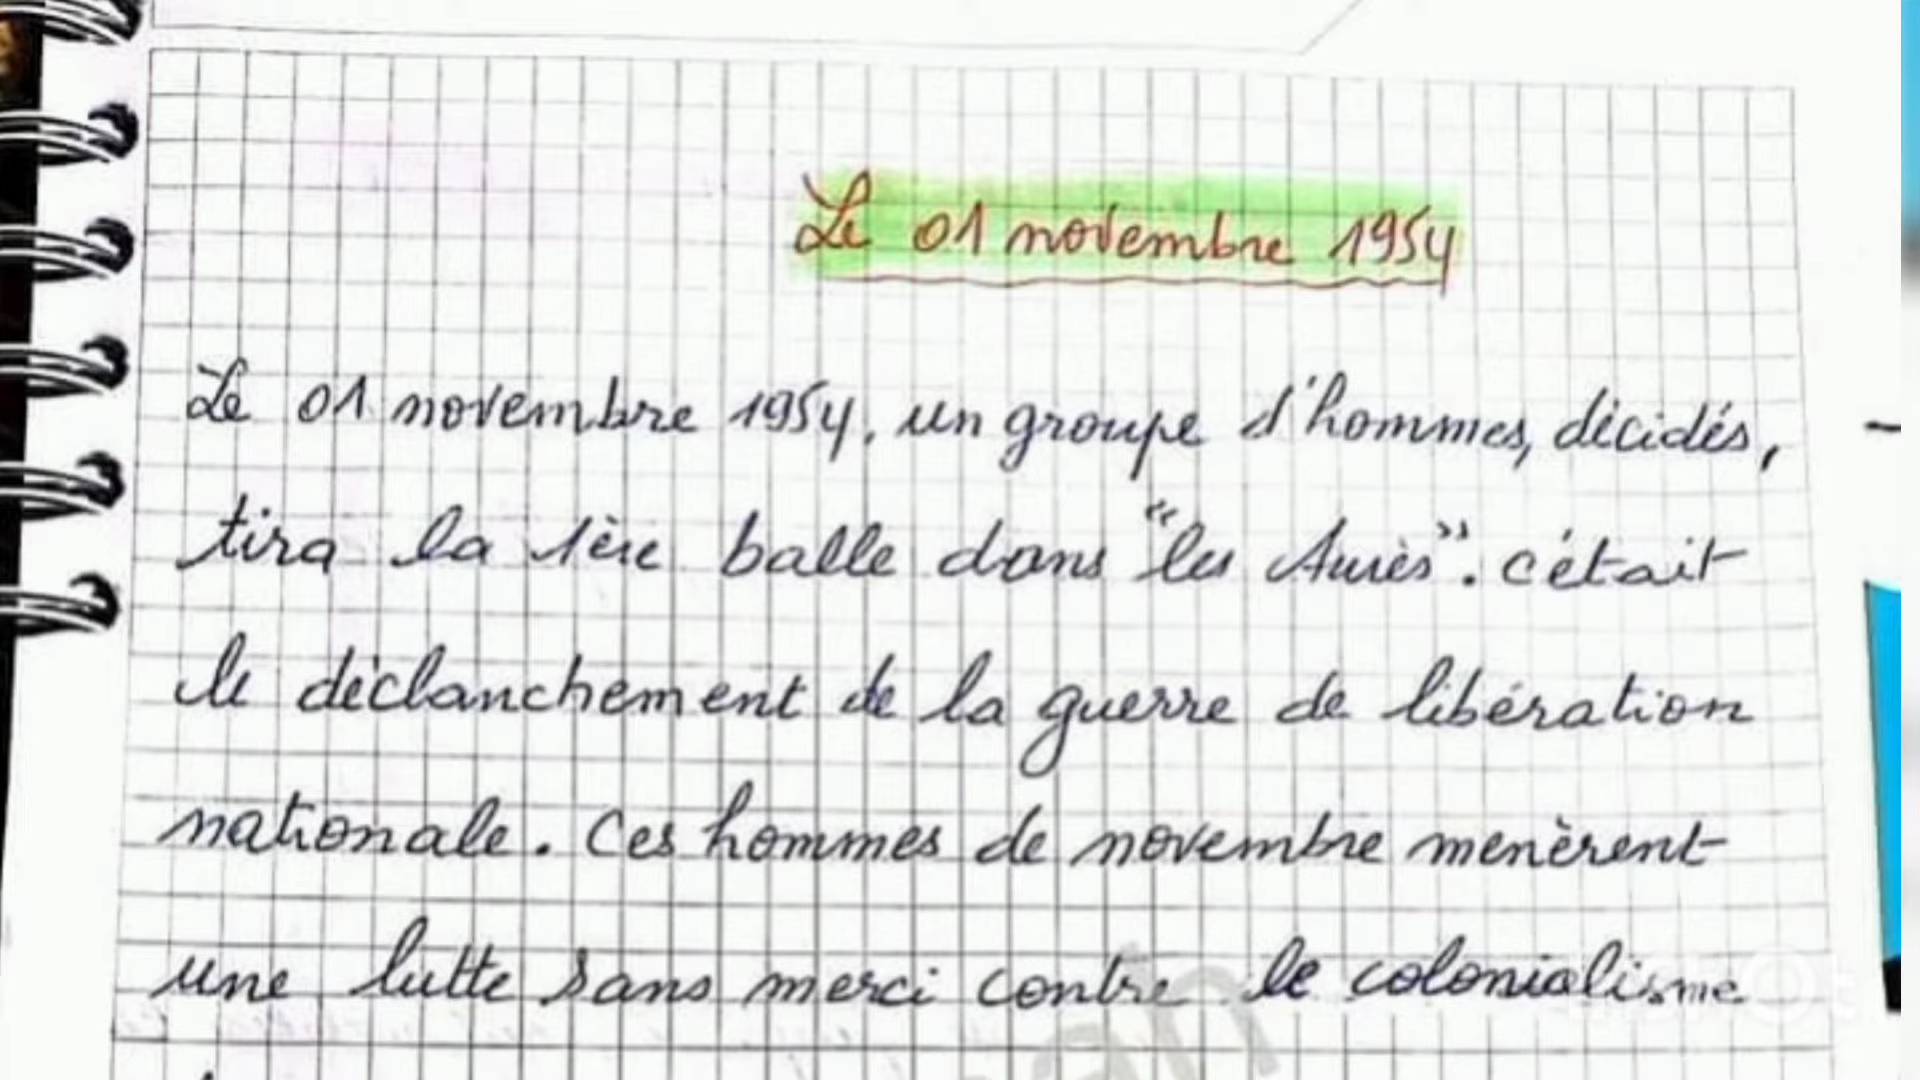 Le 01 novembre 1954
Le 01 novembre 1954, un groupe d'hommes, décidés,
tira la 1ère balle dans "les Aurès". c'était
le déclanchement de la guerre de libération
nationale. Ces hommes de novembre menèrent
une lutte sans merci contre le colonialisme